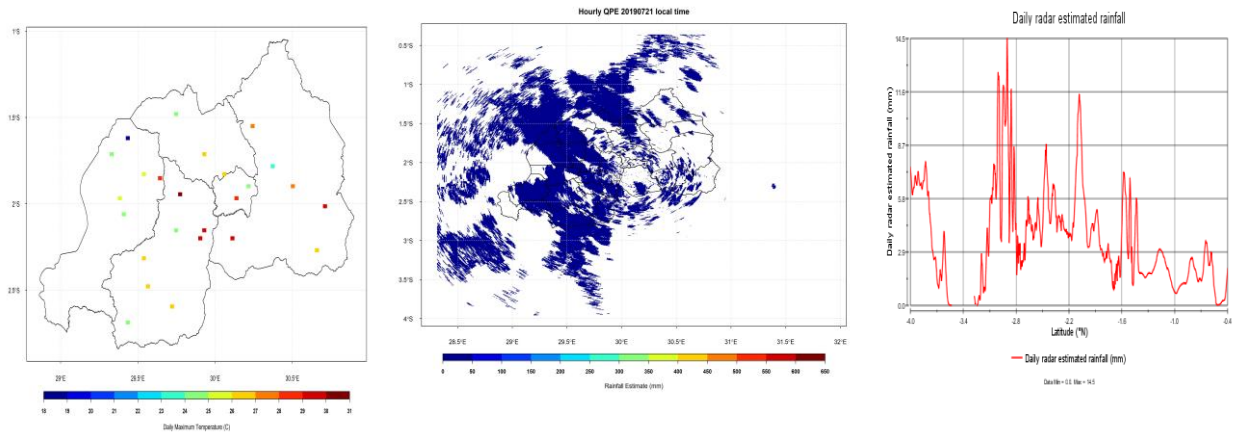 1°S
1.5°S
2°S
2.5°S
29°E
29.5°E
30°E
30.5°E
18 19 20 21 22 23 24 25 26 27 28 29 30 31
Daily Maximum Temperature (C)
Hourly QPE 20190721 local time
0.5°S
1°S
1.5°S
2°S
2.5°S
3°S
3.5°S
4°S
28.5°E 29°E 29.5°E 30°E 30.5°E 31°E 31.5°E 32°E
0 50 100 150 200 250 300 350 400 450 500 550 600 650
Rainfall Estimate (mm)
Daily radar estimated rainfall
Daily radar estimated rainfall (mm)
14.5
11.6
8.7
5.8
2.9
0.0
-4.0 -3.4 -2.8 -2.2 -1.6 -1.0 -0.4
Latitude (°N)
Daily radar estimated rainfall (mm)
Data Min = 0.0, Max = 14.5